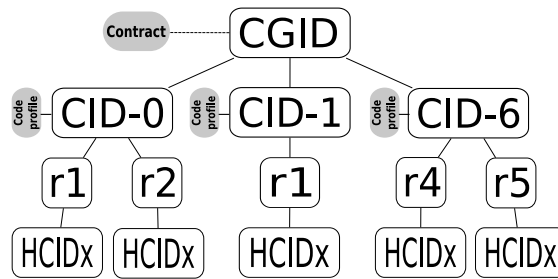 Contract
CGID
Code profile
CID-0
Code profile
CID-1
Code profile
CID-6
r1
r2
r1
r4
r5
HCIDx
HCIDx
HCIDx
HCIDx
HCIDx